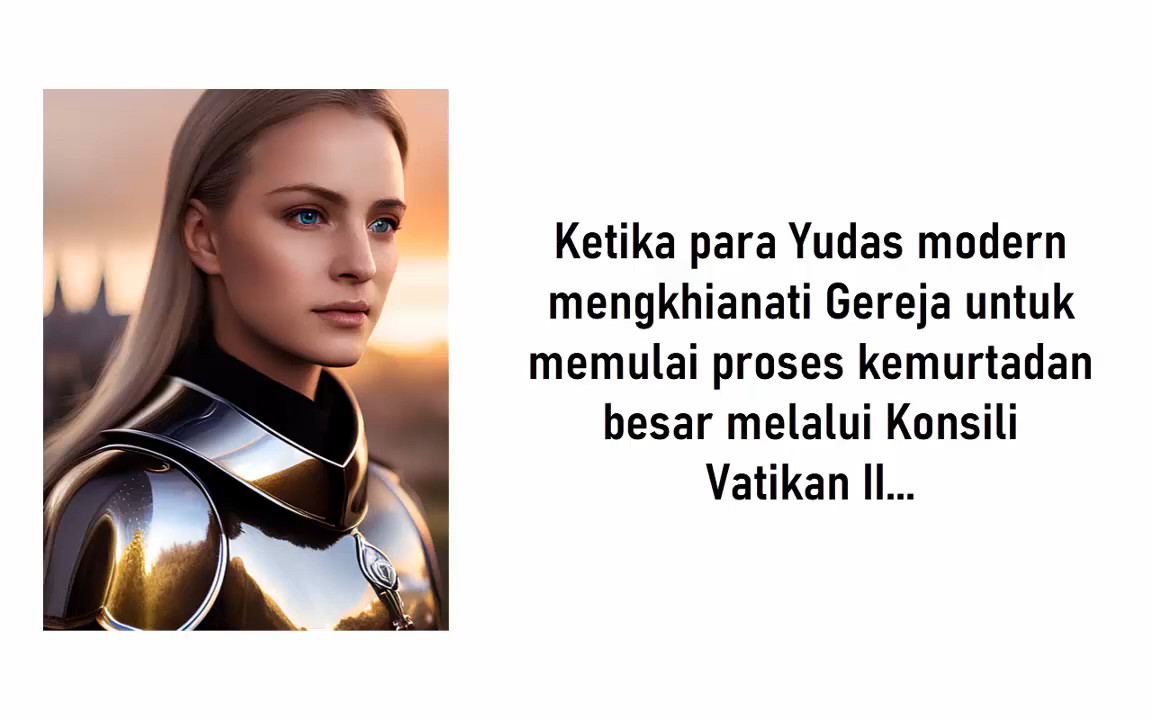 Ketika para Yudas modern
mengkhianati Gereja untuk
memulai proses kemurtadan
besar melalui Konsili
Vatikan II...